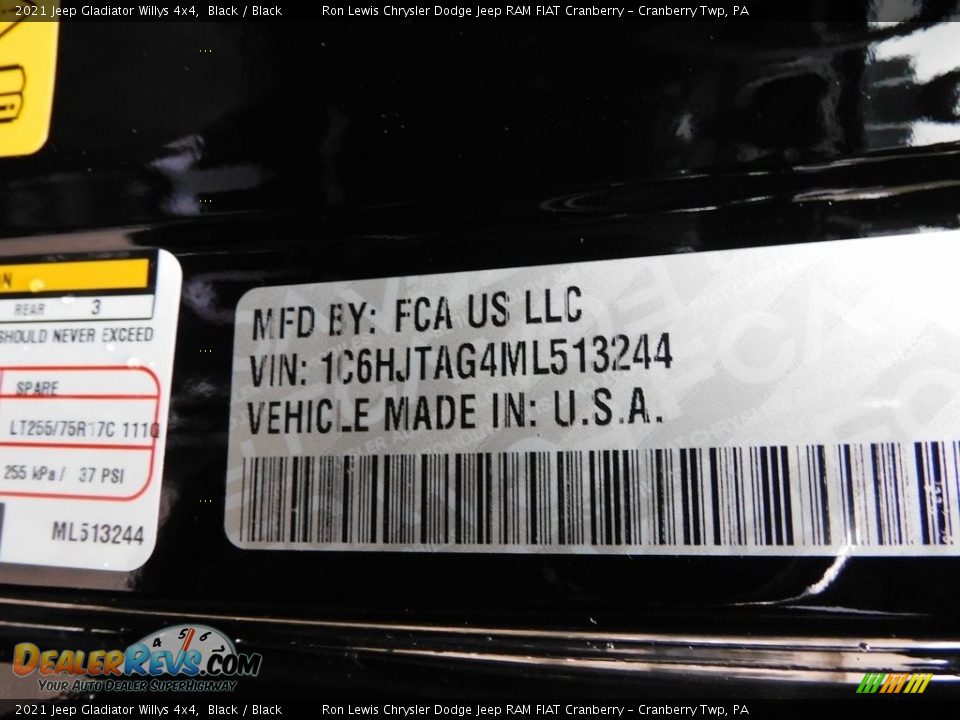 2021 Jeep Gladiator Willys 4x4, Black / Black Ron Lewis Chrysler Dodge Jeep RAM FIAT Cranberry - Cranberry Twp, PA
REAR 3
SHOULD NEVER EXCEED
SPARE
LT255/75R17C 111Q
255 kPa / 37 PSI
ML513244
MFD BY: FCA US LLC
VIN: 1C6HJTAG4ML513244
VEHICLE MADE IN: U.S.A.
4 5 6
DEALERREVS.COM
YOUR AUTO DEALER SUPERHIGHWAY
2021 Jeep Gladiator Willys 4x4, Black / Black Ron Lewis Chrysler Dodge Jeep RAM FIAT Cranberry - Cranberry Twp, PA